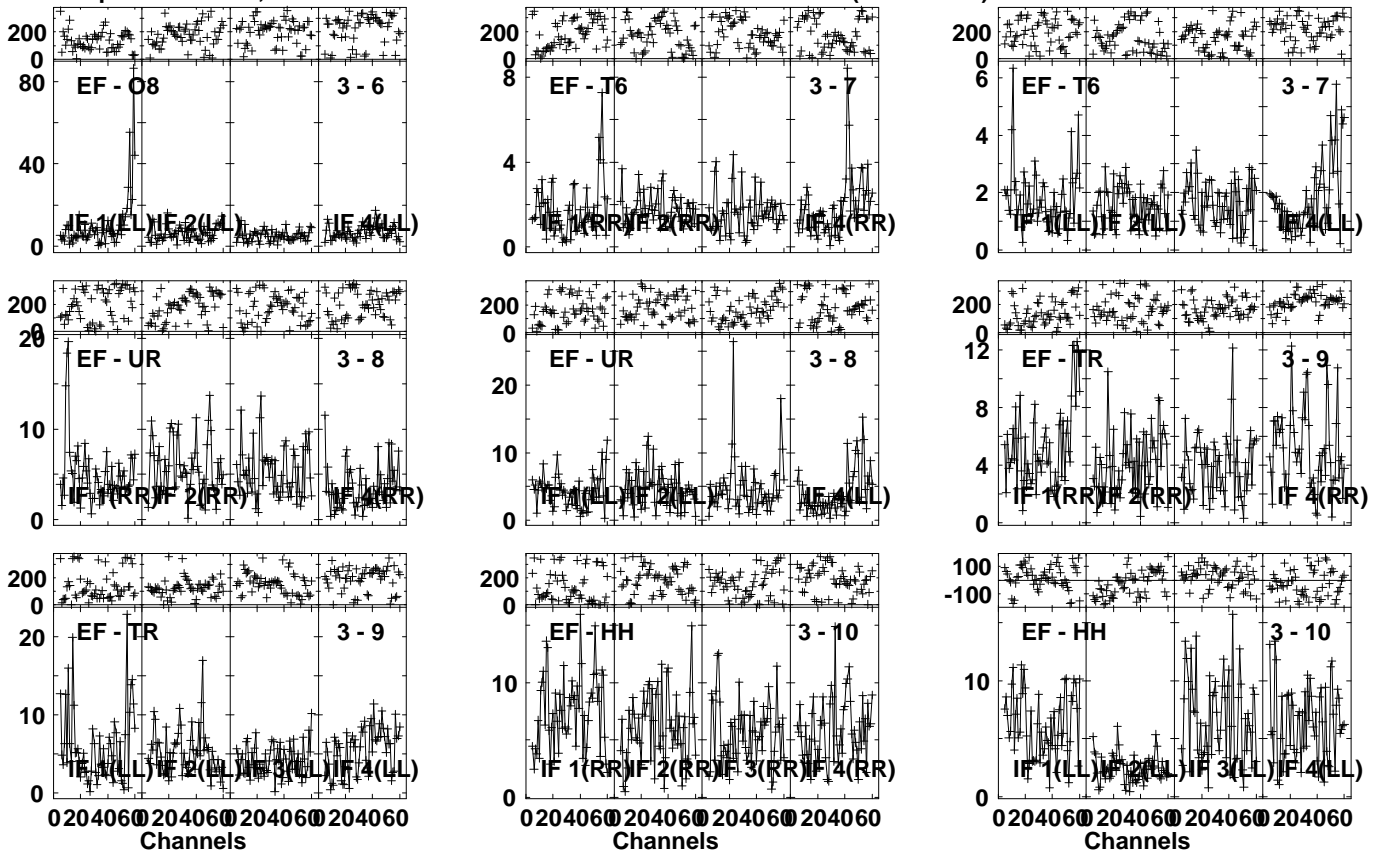 200
0
200
0
200
0
EF - O8 3 - 6
EF - T6 3 - 7
EF - T6 3 - 7
80
40
0
8
4
0
6
4
2
0
IF 1(LL) IF 2(LL) IF 4(LL)
IF 1(RR) IF 2(RR) IF 4(RR)
IF 1(LL) IF 2(LL) IF 4(LL)
200
0
200
0
200
0
EF - UR 3 - 8
EF - UR 3 - 8
EF - TR 3 - 9
20
10
0
20
10
0
12
8
4
0
IF 1(RR) IF 2(RR) IF 4(RR)
IF 1(LL) IF 2(LL) IF 4(LL)
IF 1(RR) IF 2(RR) IF 4(RR)
200
0
200
0
100
-100
EF - TR 3 - 9
EF - HH 3 - 10
EF - HH 3 - 10
20
10
0
10
0
10
0
IF 1(LL) IF 2(LL) IF 3(LL) IF 4(LL)
IF 1(RR) IF 2(RR) IF 3(RR) IF 4(RR)
IF 1(LL) IF 2(LL) IF 3(LL) IF 4(LL)
0 20 40 60 0 20 40 60 0 20 40 60 0 20 40 60
0 20 40 60 0 20 40 60 0 20 40 60 0 20 40 60
0 20 40 60 0 20 40 60 0 20 40 60 0 20 40 60
Channels
Channels
Channels